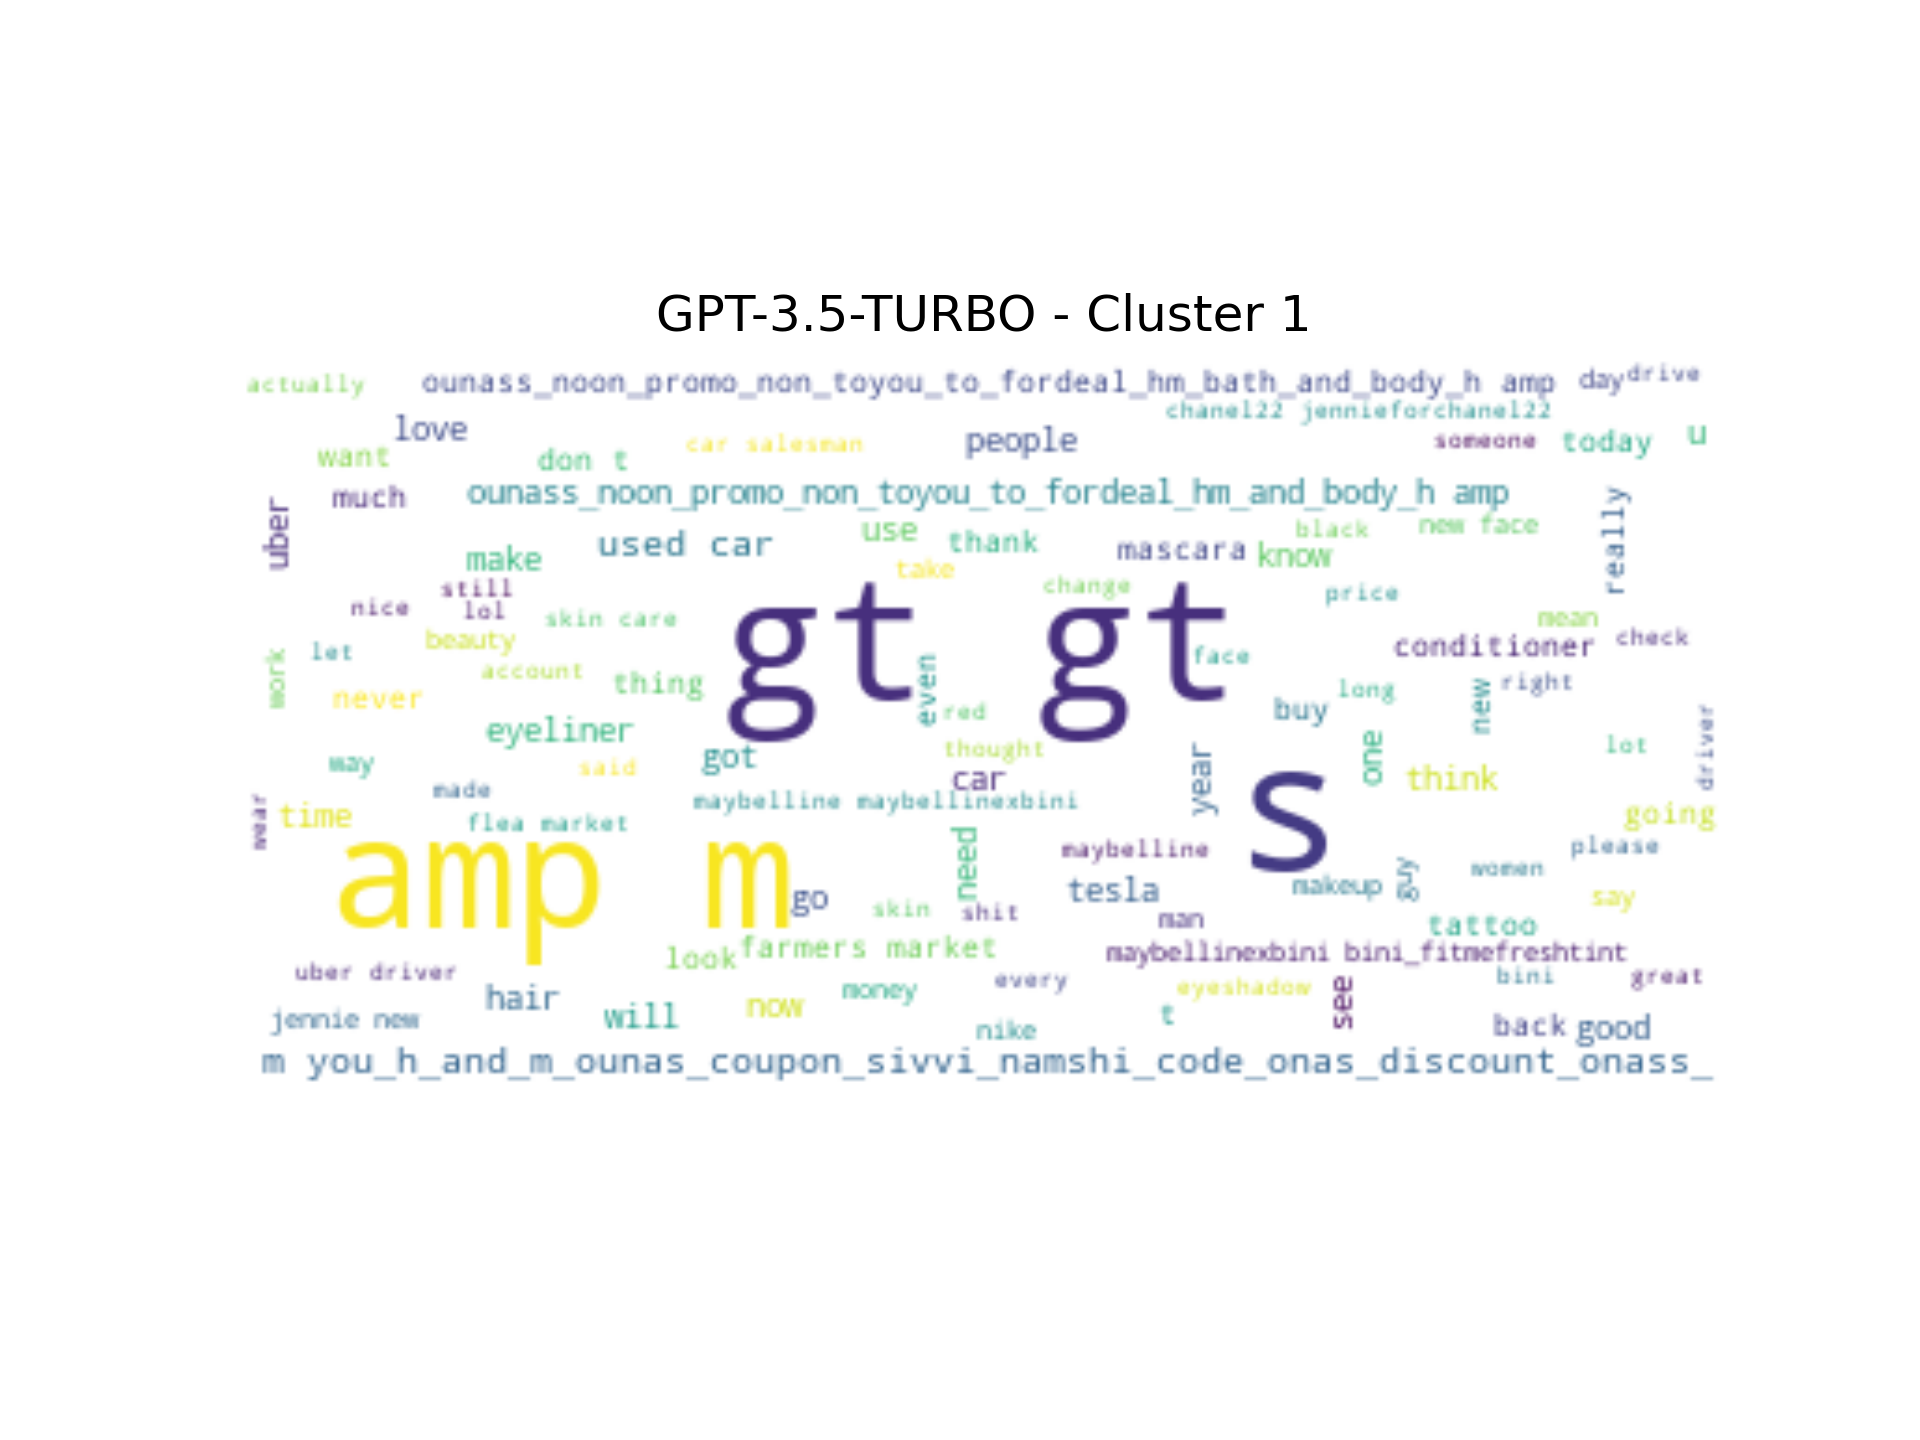 GPT-3.5-TURBO - Cluster 1
actually ounass_noon_promo_non_toyou_to_fordeal_hm_bath_and_body_h amp day drive
chanel22 jennieforchanel22
love people someone today u
want don t car salesman
uber much ounass_noon_promo_non_toyou_to_fordeal_hm_and_body_h amp really
use black new face
make used car thank mascara know
take
still change price
nice lol skin care gt gt mean
let beauty face conditioner check
work account thing even
never red buy long new right
eyeliner one driver
way said got thought year lot
made car s think
wear time flea market maybelline maybellinexbini going
need maybelline please
amp m go tesla makeup guy women say
skin shit man tattoo
look farmers market maybellinexbini bini_fitmefreshtint
uber driver every eyeshadow see bini great
hair money
jennie new will now nike t back good
m you_h_and_m_ounas_coupon_sivvi_namshi_code_onas_discount_onass_